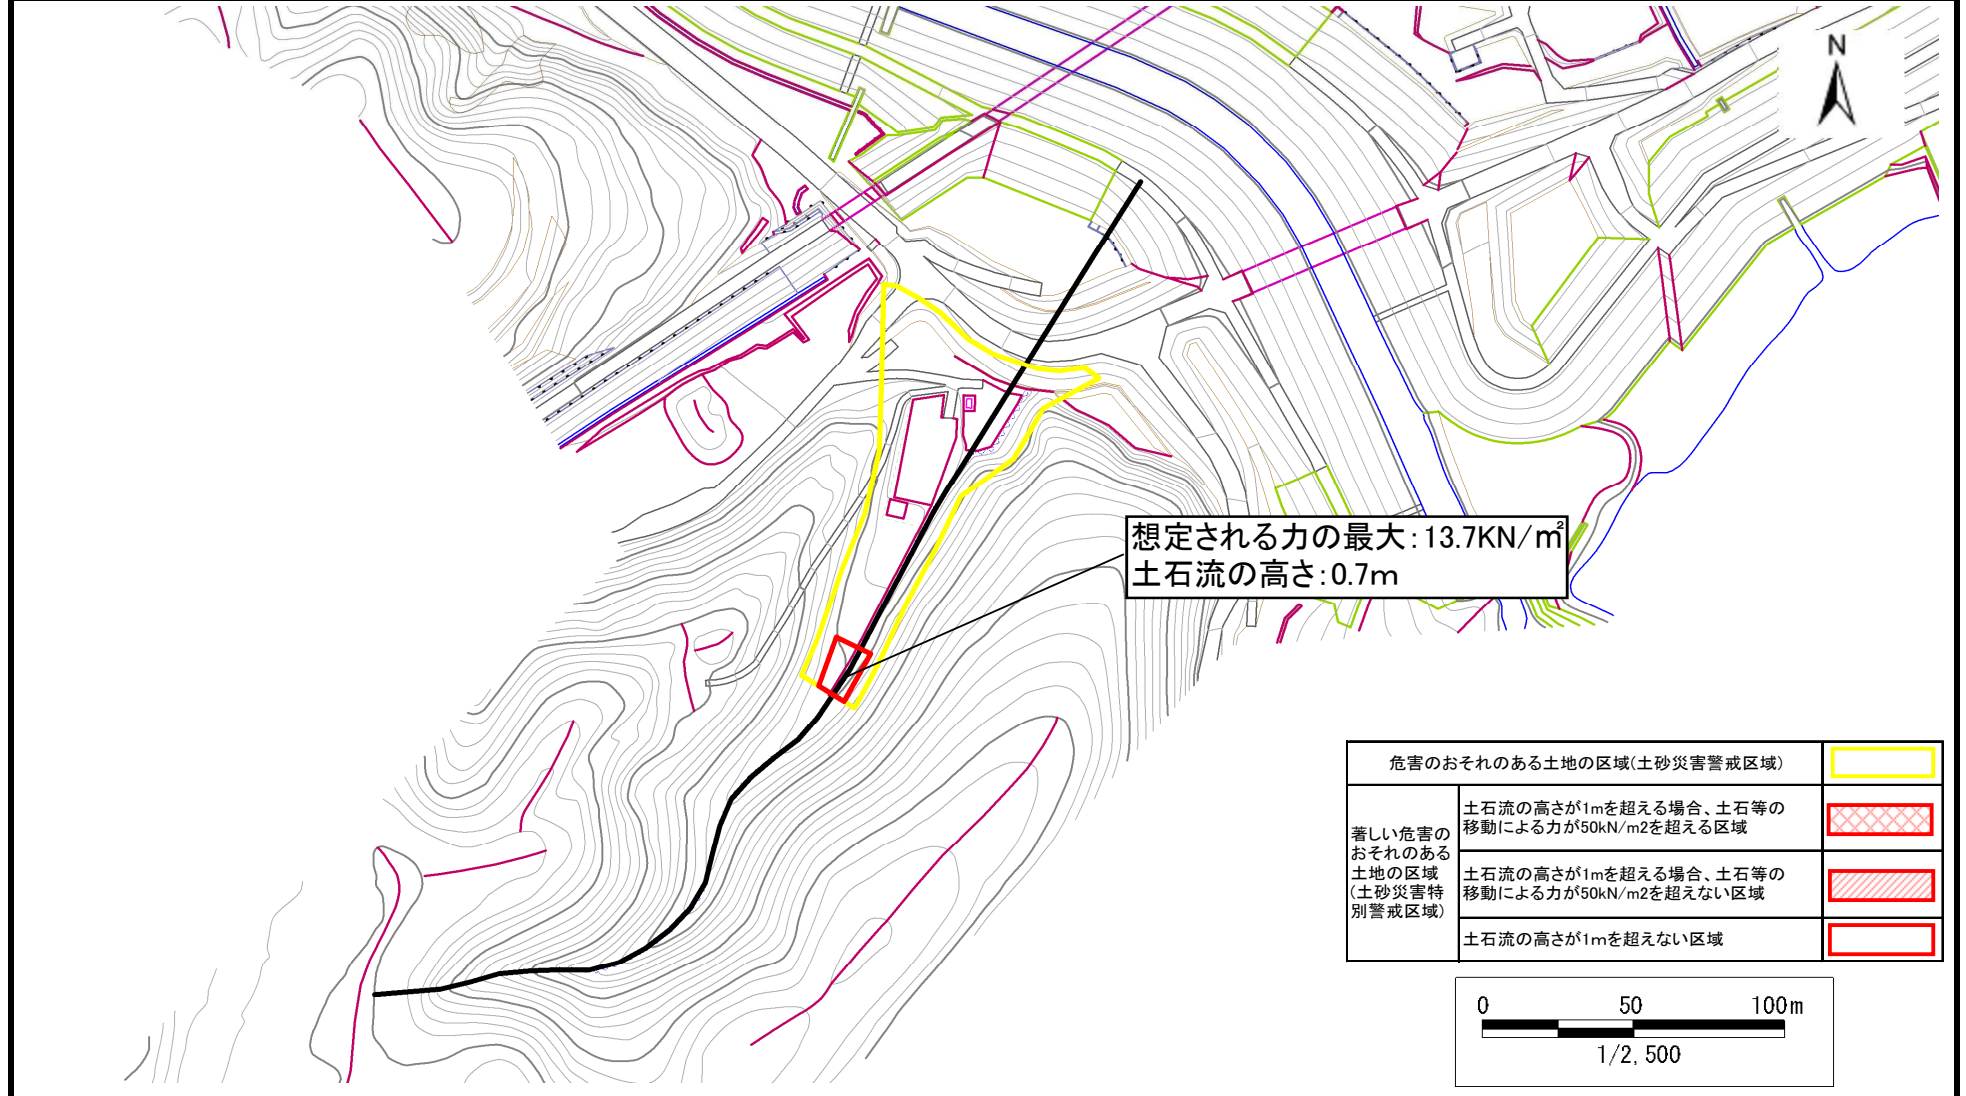 N
想定される力の最大:13.7KN/㎡
土石流の高さ:0.7m
危害のおそれのある土地の区域(土砂災害警戒区域)
著しい危害の
おそれのある
土地の区域
(土砂災害特
別警戒区域)
土石流の高さが1mを超える場合、土石等の
移動による力が50kN/m2を超える区域
土石流の高さが1mを超える場合、土石等の
移動による力が50kN/m2を超えない区域
土石流の高さが1mを超えない区域
0 50 100m
1/2,500